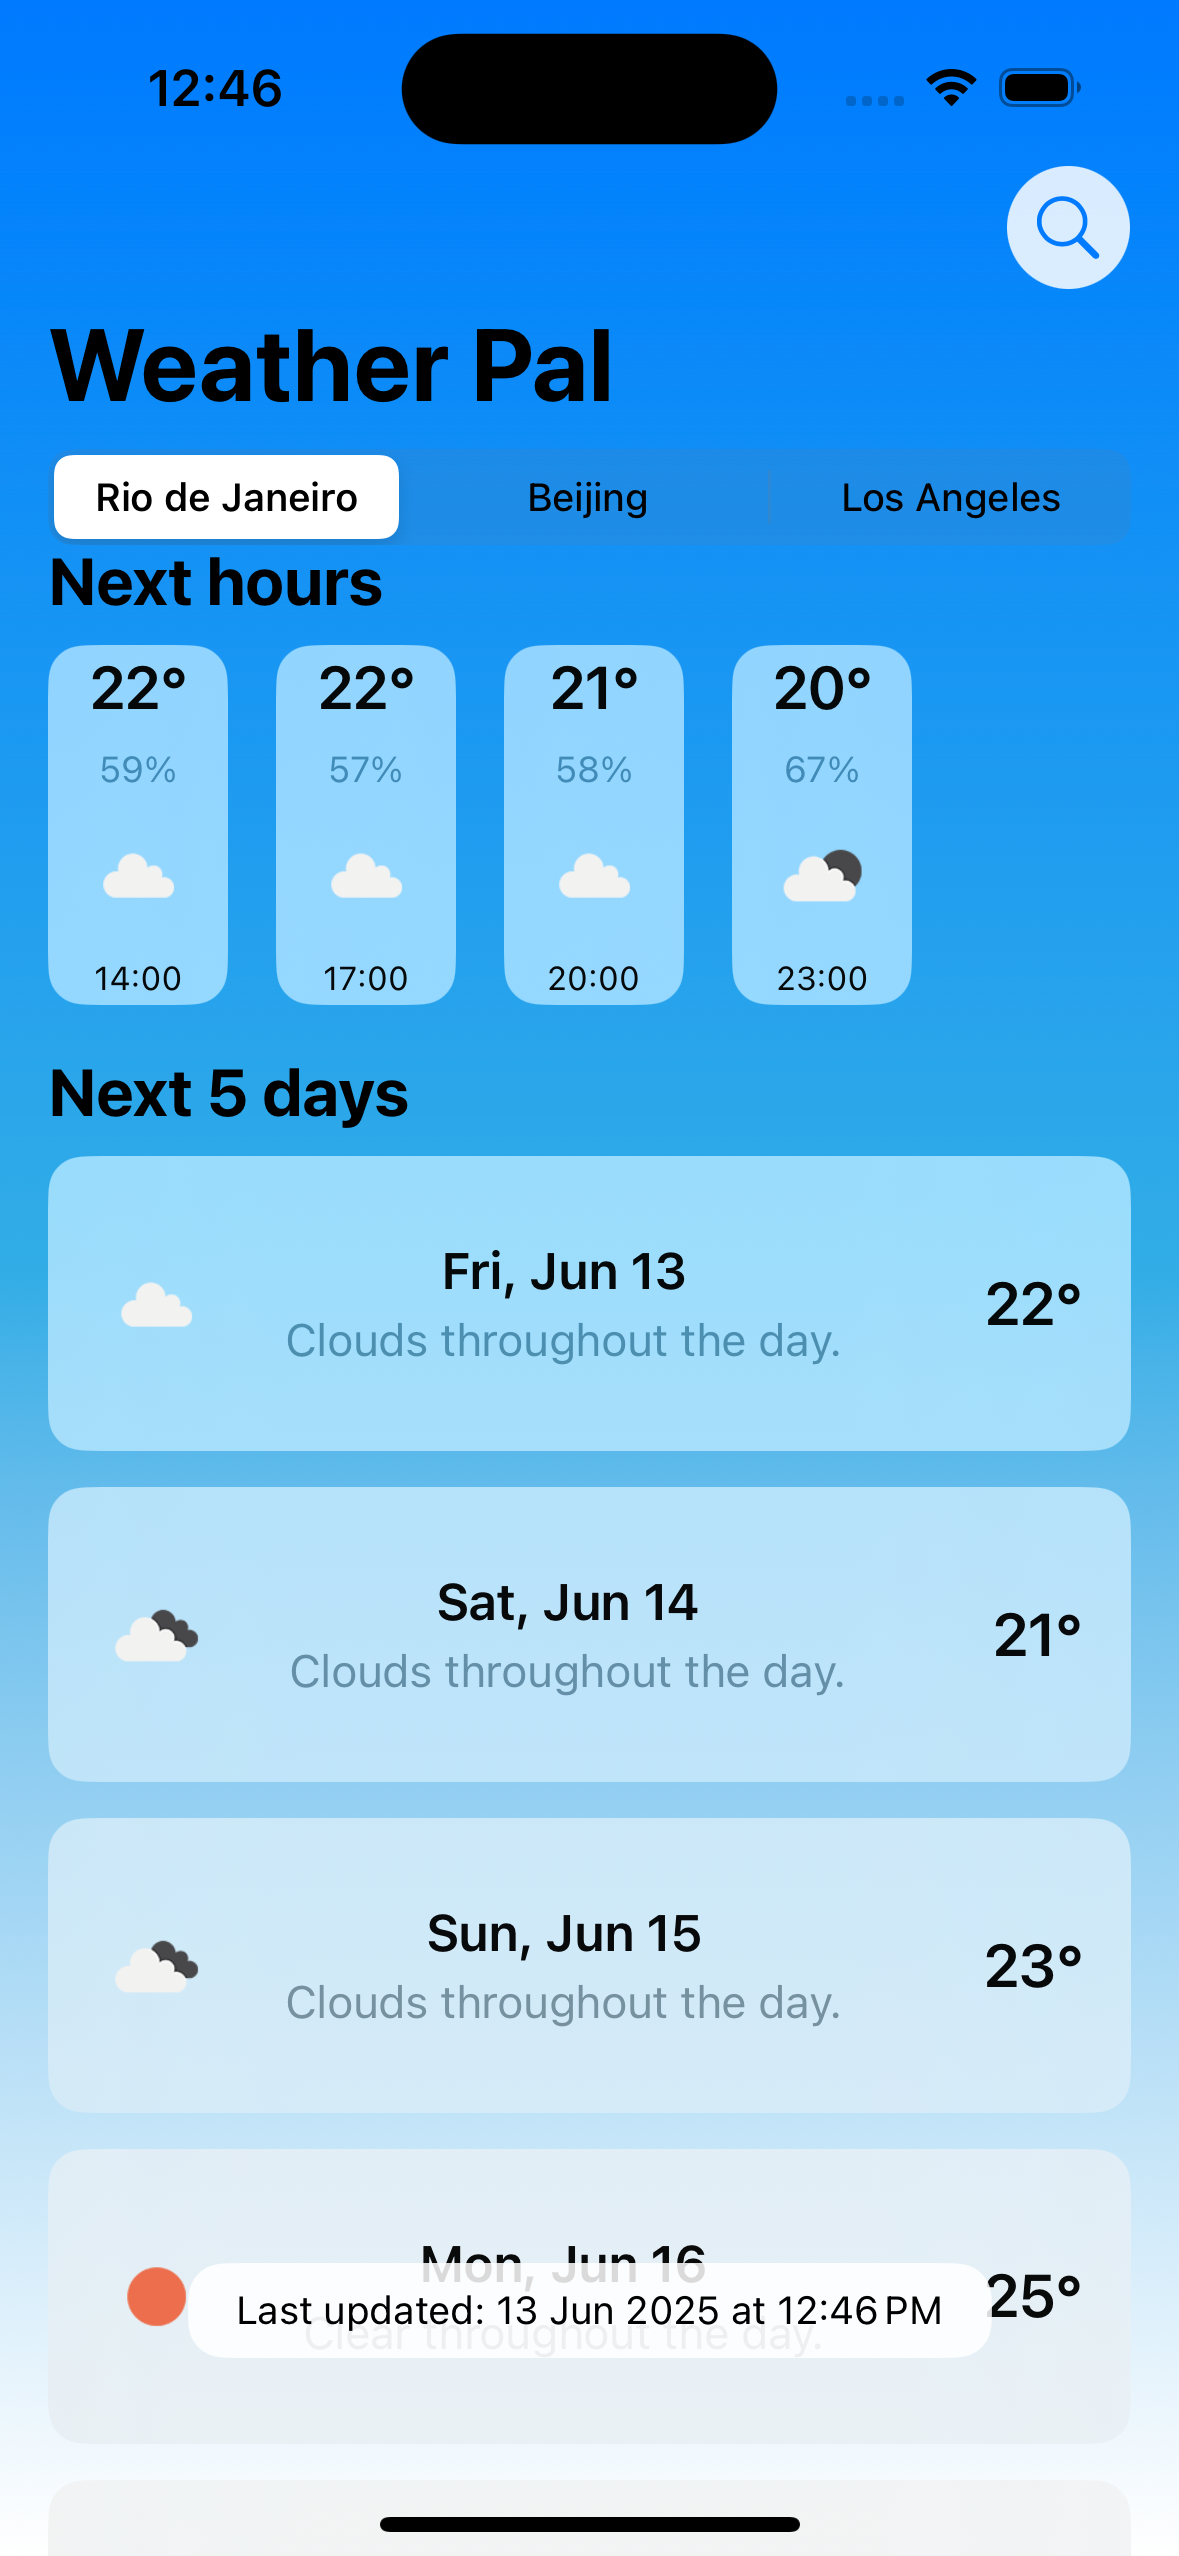 12:46
Weather Pal
Rio de Janeiro Beijing Los Angeles
Next hours
22° 22° 21° 20°
59% 57% 58% 67%
14:00 17:00 20:00 23:00
Next 5 days
Fri, Jun 13
Clouds throughout the day.
22°
Sat, Jun 14
Clouds throughout the day.
21°
Sun, Jun 15
Clouds throughout the day.
23°
Mon, Jun 16
Clear throughout the day.
25°
Last updated: 13 Jun 2025 at 12:46 PM